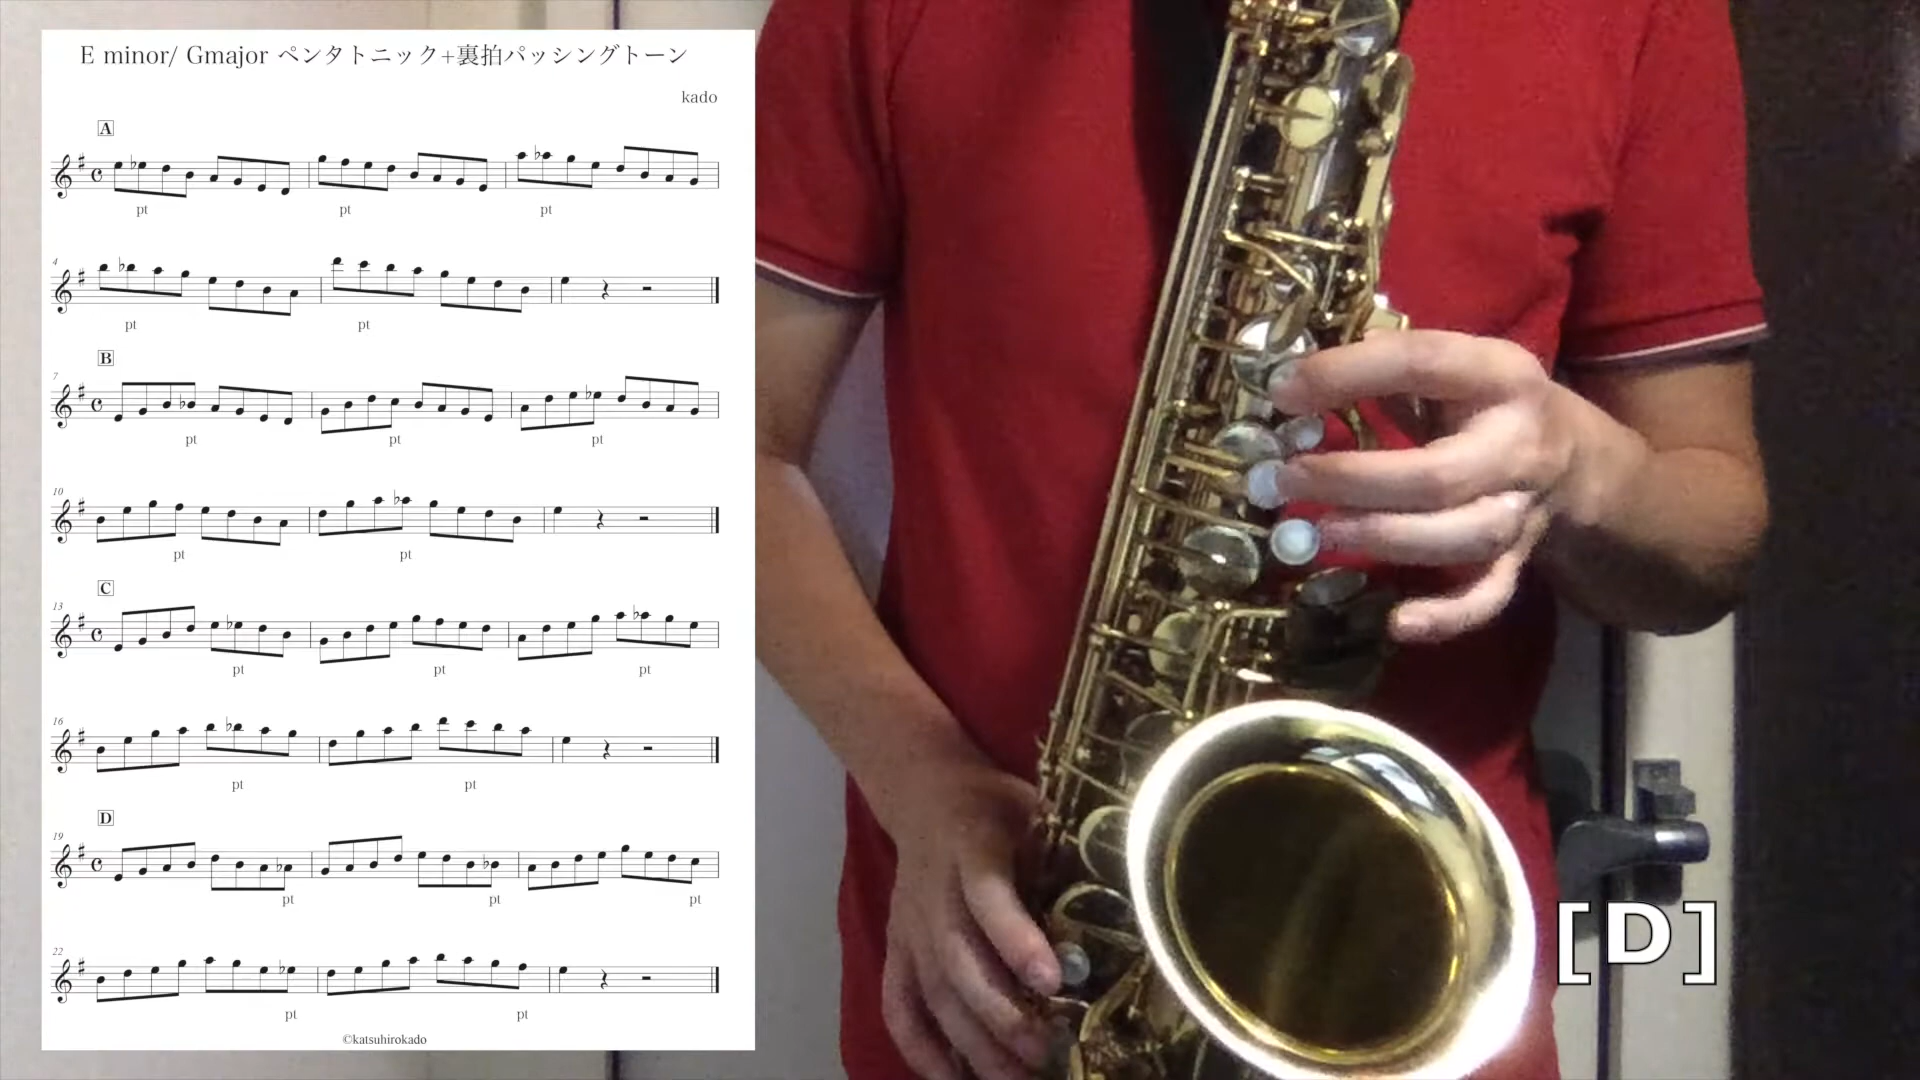 E minor/ Gmajor ペンタトニック+裏拍パッシングトーン
kado
A
pt pt pt
4
pt pt
B
7
pt pt pt
10
pt pt
C
13
pt pt pt
16
pt pt
D
19
pt pt pt
22
pt pt
©katsuhirokado
[D]